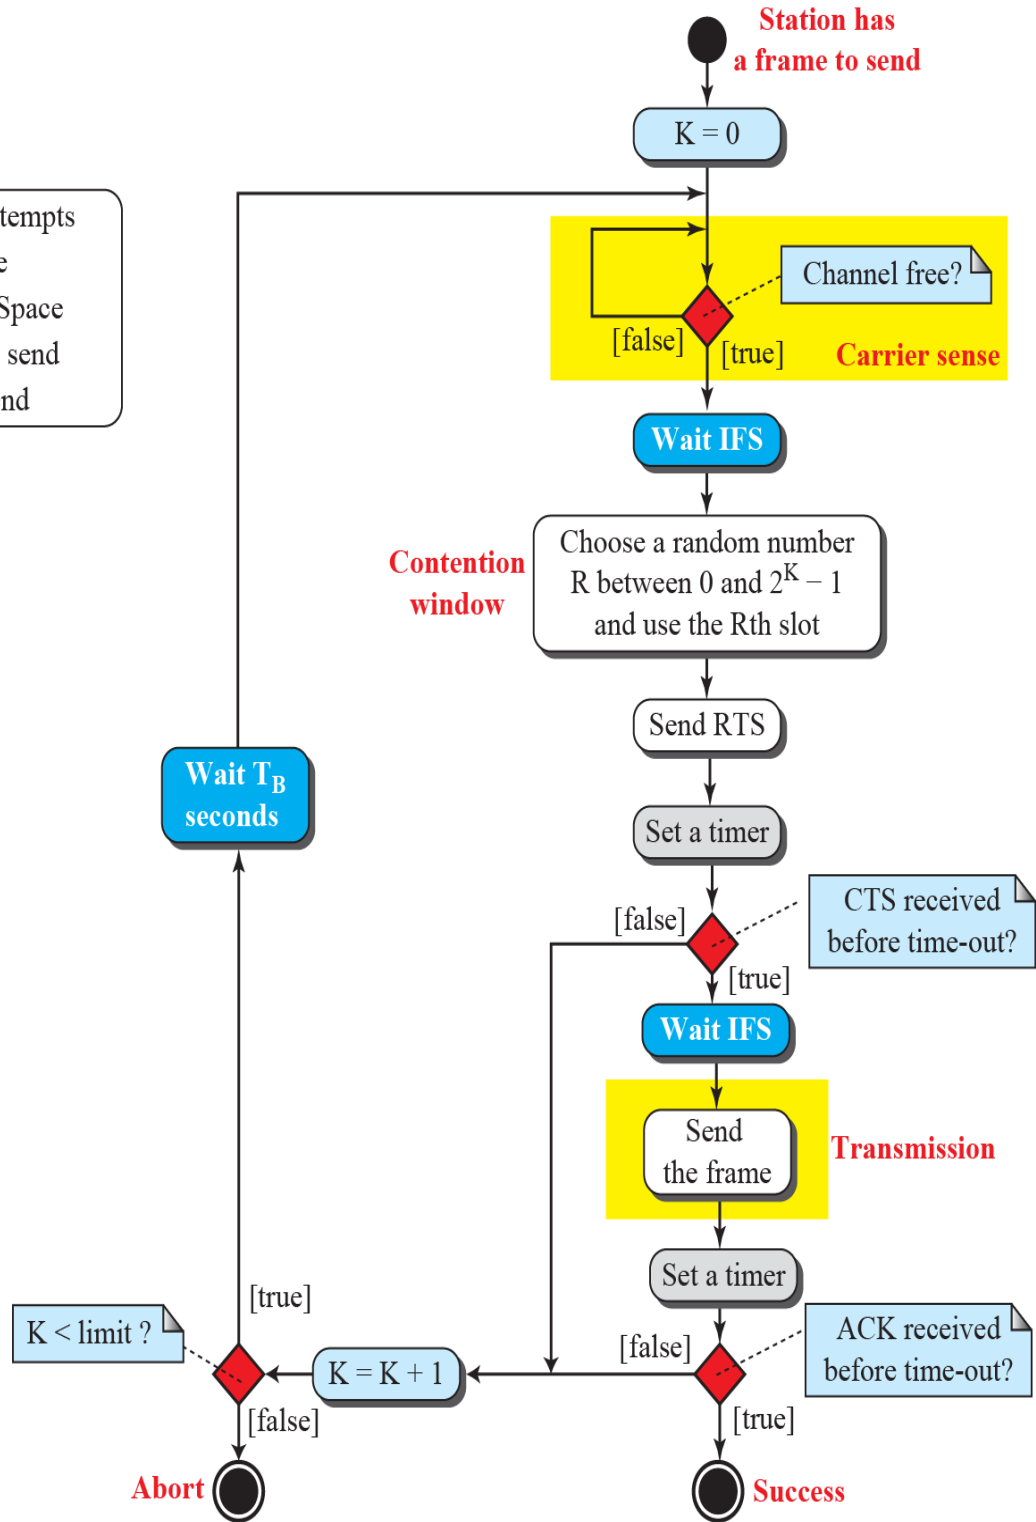 Station has
a frame to send
K = 0
tempts
e
Space
send
nd
Channel free?
[false]
[true]
Carrier sense
Wait IFS
Contention
window
Choose a random number
R between 0 and 2^K − 1
and use the Rth slot
Send RTS
Wait T_B
seconds
Set a timer
[false]
CTS received
before time-out?
[true]
Wait IFS
Send
the frame
Transmission
Set a timer
[true]
K < limit ?
[false]
ACK received
before time-out?
K = K + 1
[false]
[true]
Abort
Success